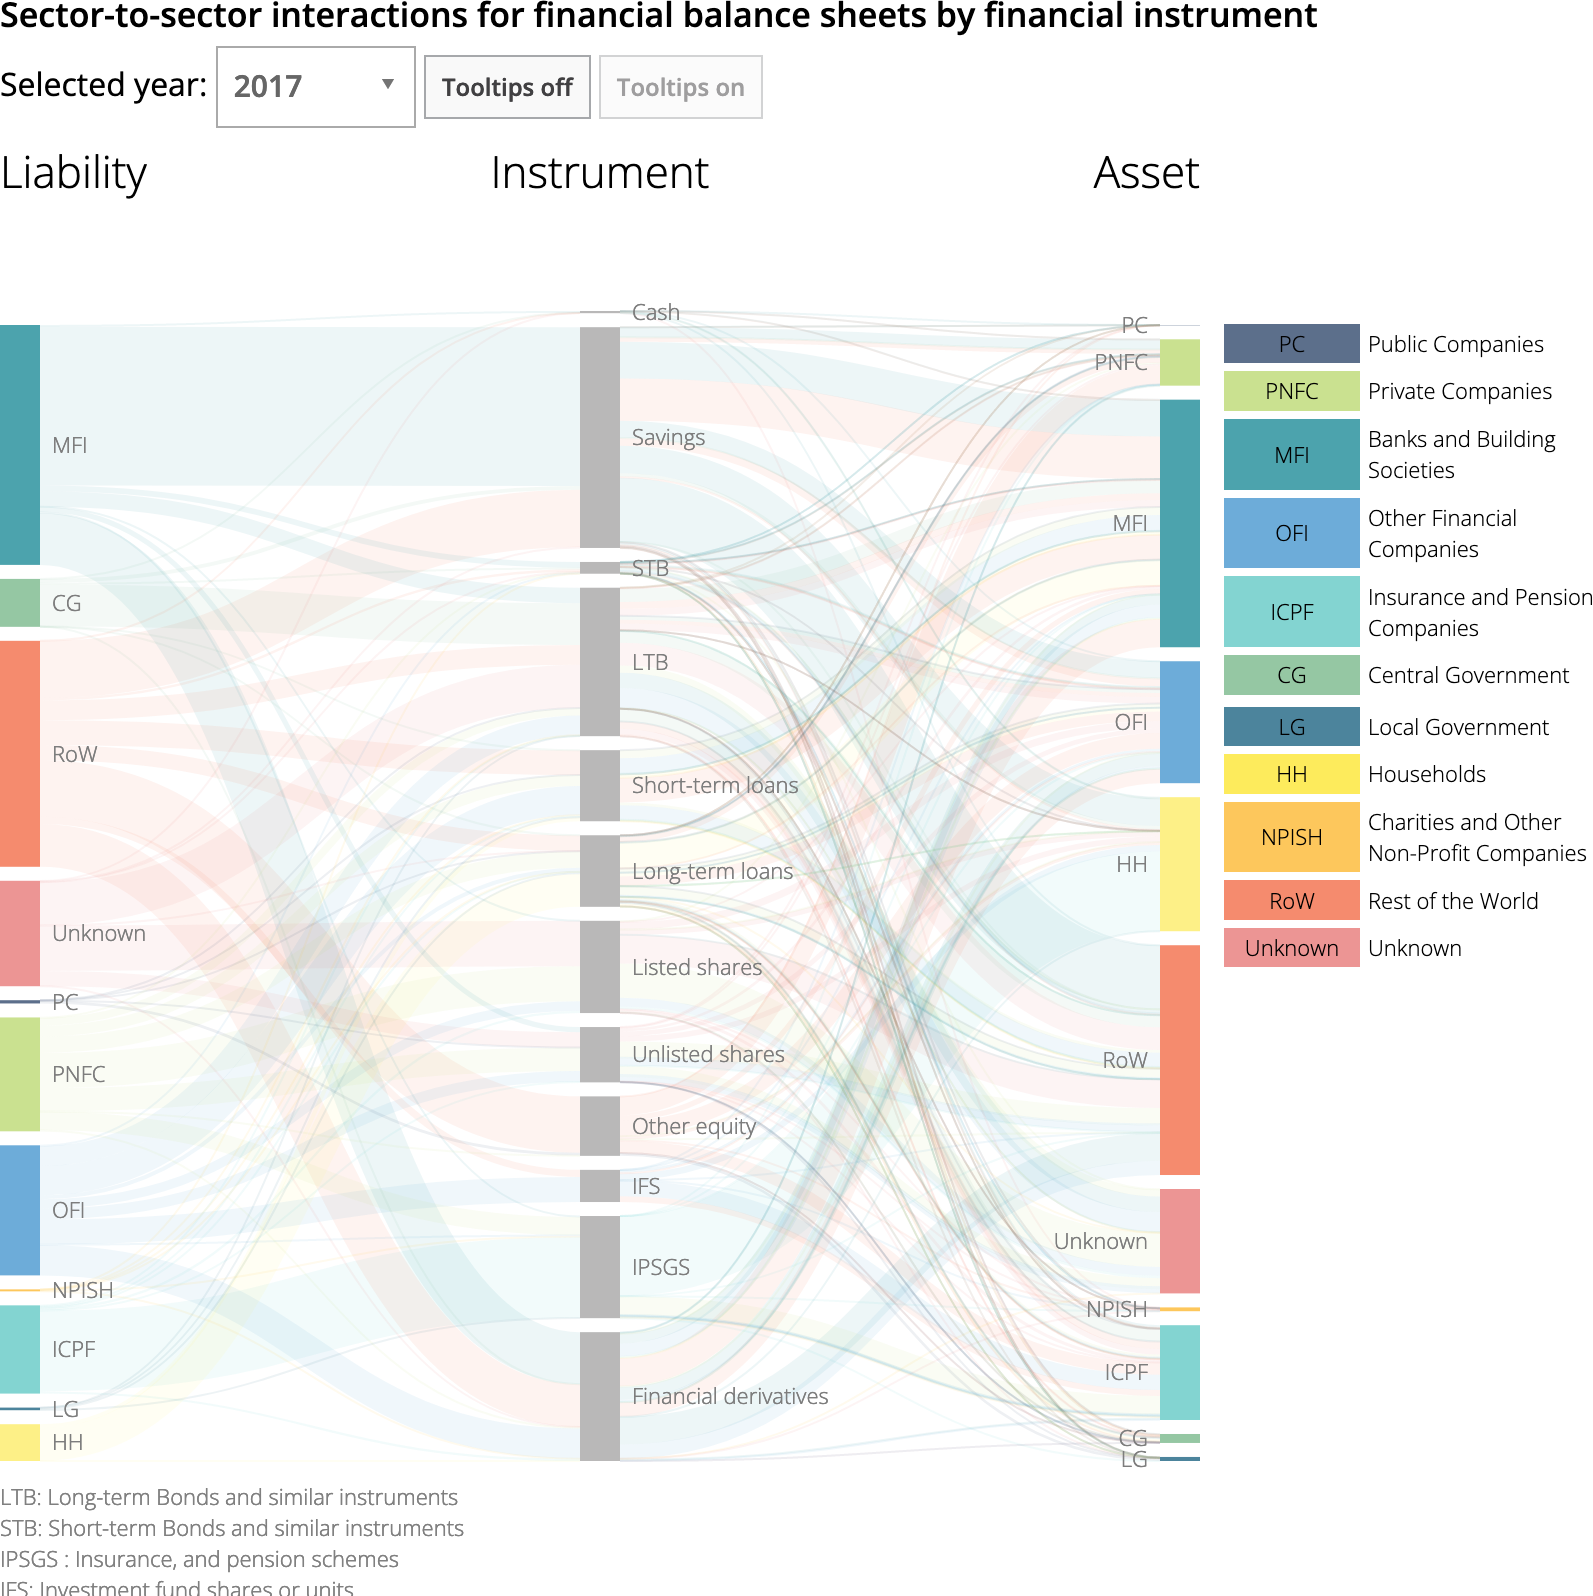 Sector-to-sector interactions for financial balance sheets by financial instrument
Selected year: 2017 Tooltips off Tooltips on
Liability Instrument Asset
MFI
CG
RoW
Unknown
PC
PNFC
OFI
NPISH
ICPF
LG
HH
Cash
Savings
STB
LTB
Short-term loans
Long-term loans
Listed shares
Unlisted shares
Other equity
IFS
IPSGS
Financial derivatives
PC
PNFC
MFI
OFI
HH
RoW
Unknown
NPISH
ICPF
CG
LG
PC Public Companies
PNFC Private Companies
MFI Banks and Building
Societies
OFI Other Financial
Companies
ICPF Insurance and Pension
Companies
CG Central Government
LG Local Government
HH Households
NPISH Charities and Other
Non-Profit Companies
RoW Rest of the World
Unknown Unknown
LTB: Long-term Bonds and similar instruments
STB: Short-term Bonds and similar instruments
IPSGS : Insurance, and pension schemes
IFS: Investment fund shares or units